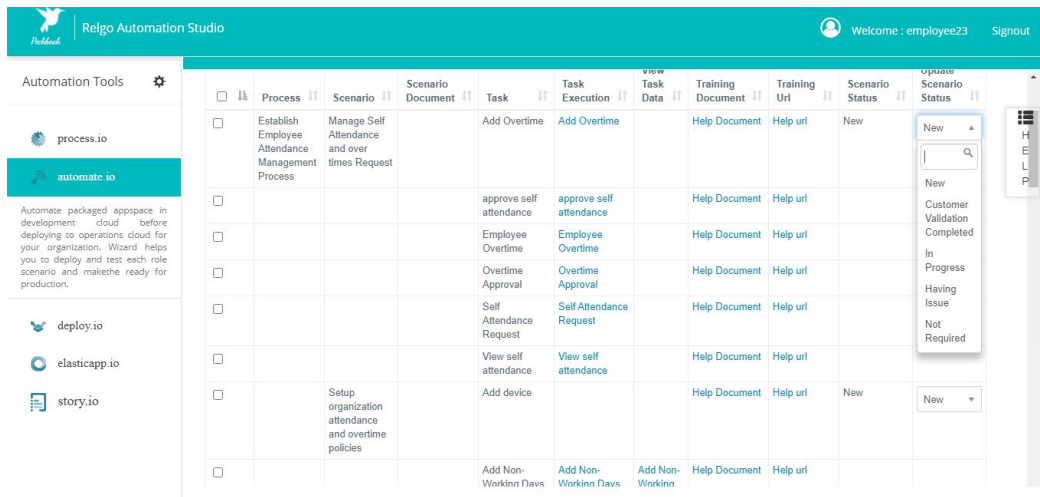 Peckbeak
Relgo Automation Studio
Welcome : employee23 Signout
Automation Tools
process.io
automate.io
Automate packaged appspace in
development cloud before
deploying to operations cloud for
your organization. Wizard helps
you to deploy and test each role
scenario and makethe ready for
production.
deploy.io
elasticapp.io
story.io
Process
Scenario
Scenario
Document
Task
Task
Execution
View
Task
Data
Training
Document
Training
Url
Scenario
Status
Update
Scenario
Status
Establish
Employee
Attendance
Management
Process
Manage Self
Attendance
and over
times Request
Add Overtime
Add Overtime
Help Document
Help url
New
New
New
Customer
Validation
Completed
In
Progress
Having
Issue
Not
Required
approve self
attendance
approve self
attendance
Help Document
Help url
Employee
Overtime
Employee
Overtime
Help Document
Help url
Overtime
Approval
Overtime
Approval
Help Document
Help url
Self
Attendance
Request
Self Attendance
Request
Help Document
Help url
View self
attendance
View self
attendance
Help Document
Help url
Setup
organization
attendance
and overtime
policies
Add device
Help Document
Help url
New
New
Add Non-
Working Days
Add Non-
Working Days
Add Non-
Working
Help Document
Help url
H
E
L
P